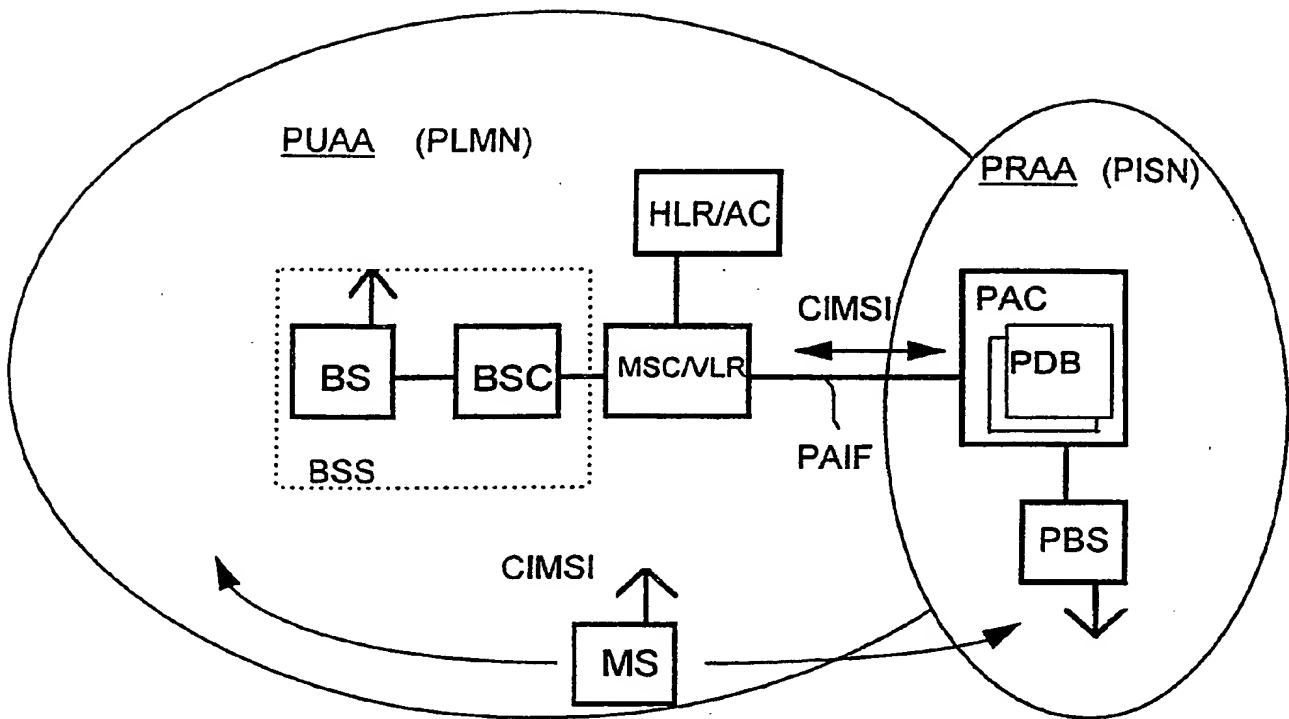 PUAA (PLMN)
PRAA (PISN)
HLR/AC
CIMSI
PAC
PDB
BS
BSC
MSC/VLR
PAIF
BSS
PBS
CIMSI
MS